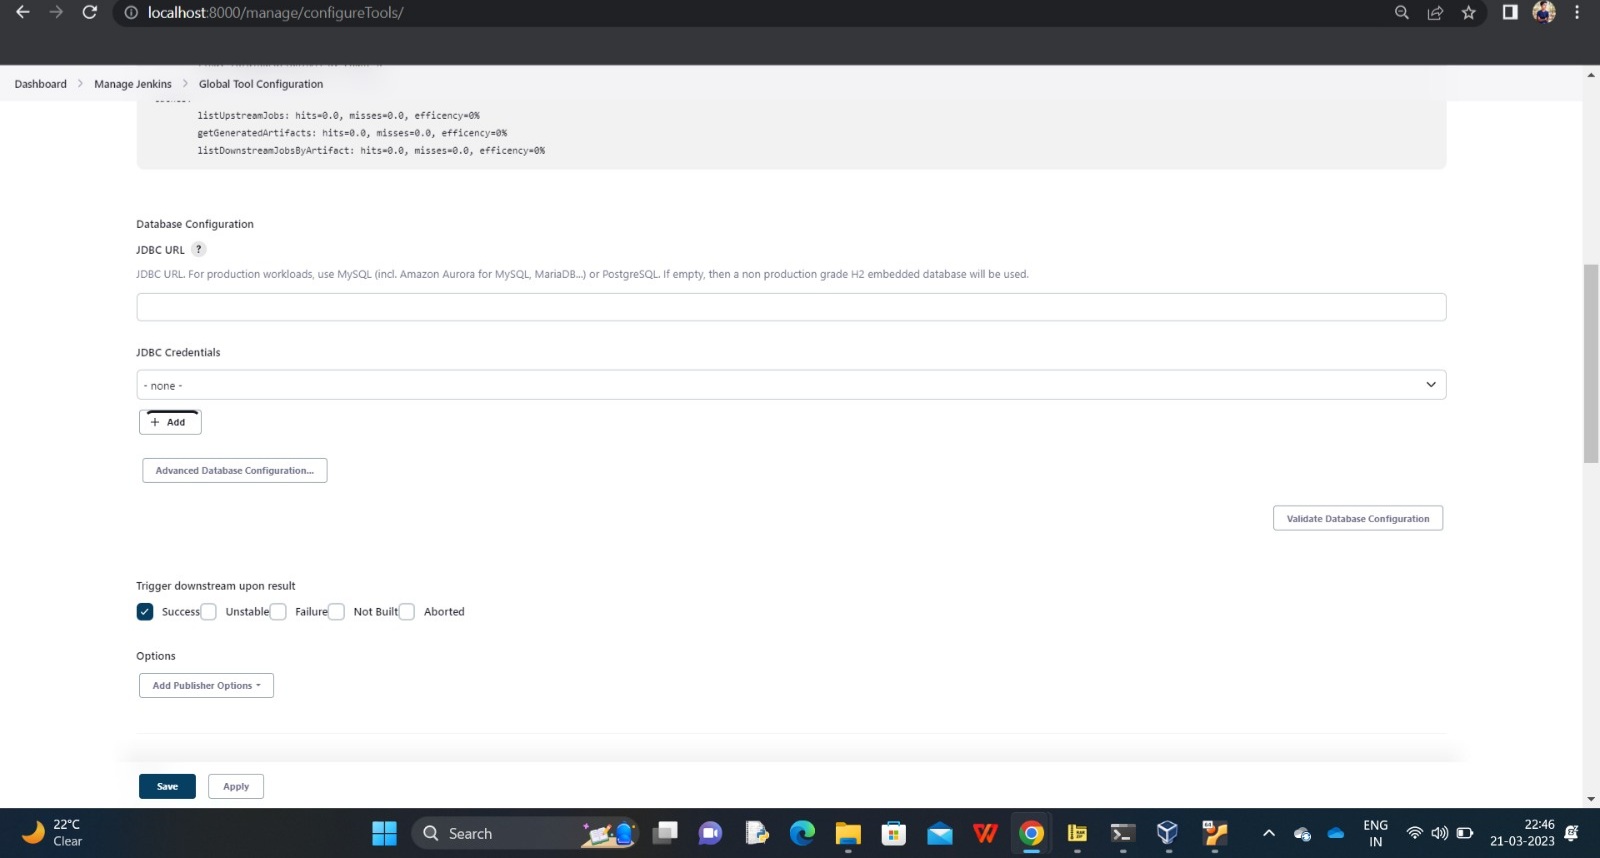 localhost:8000/manage/configureTools/
Dashboard > Manage Jenkins > Global Tool Configuration
listUpstreamJobs: hits=0.0, misses=0.0, efficency=0%
getGeneratedArtifacts: hits=0.0, misses=0.0, efficency=0%
listDownstreamJobsByArtifact: hits=0.0, misses=0.0, efficency=0%
Database Configuration
JDBC URL ?
JDBC URL. For production workloads, use MySQL (incl. Amazon Aurora for MySQL, MariaDB...) or PostgreSQL. If empty, then a non production grade H2 embedded database will be used.
JDBC Credentials
- none -
+ Add
Advanced Database Configuration...
Validate Database Configuration
Trigger downstream upon result
Success Unstable Failure Not Built Aborted
Options
Add Publisher Options
Save Apply
22°C
Clear
Search
ENG
IN
22:46
21-03-2023